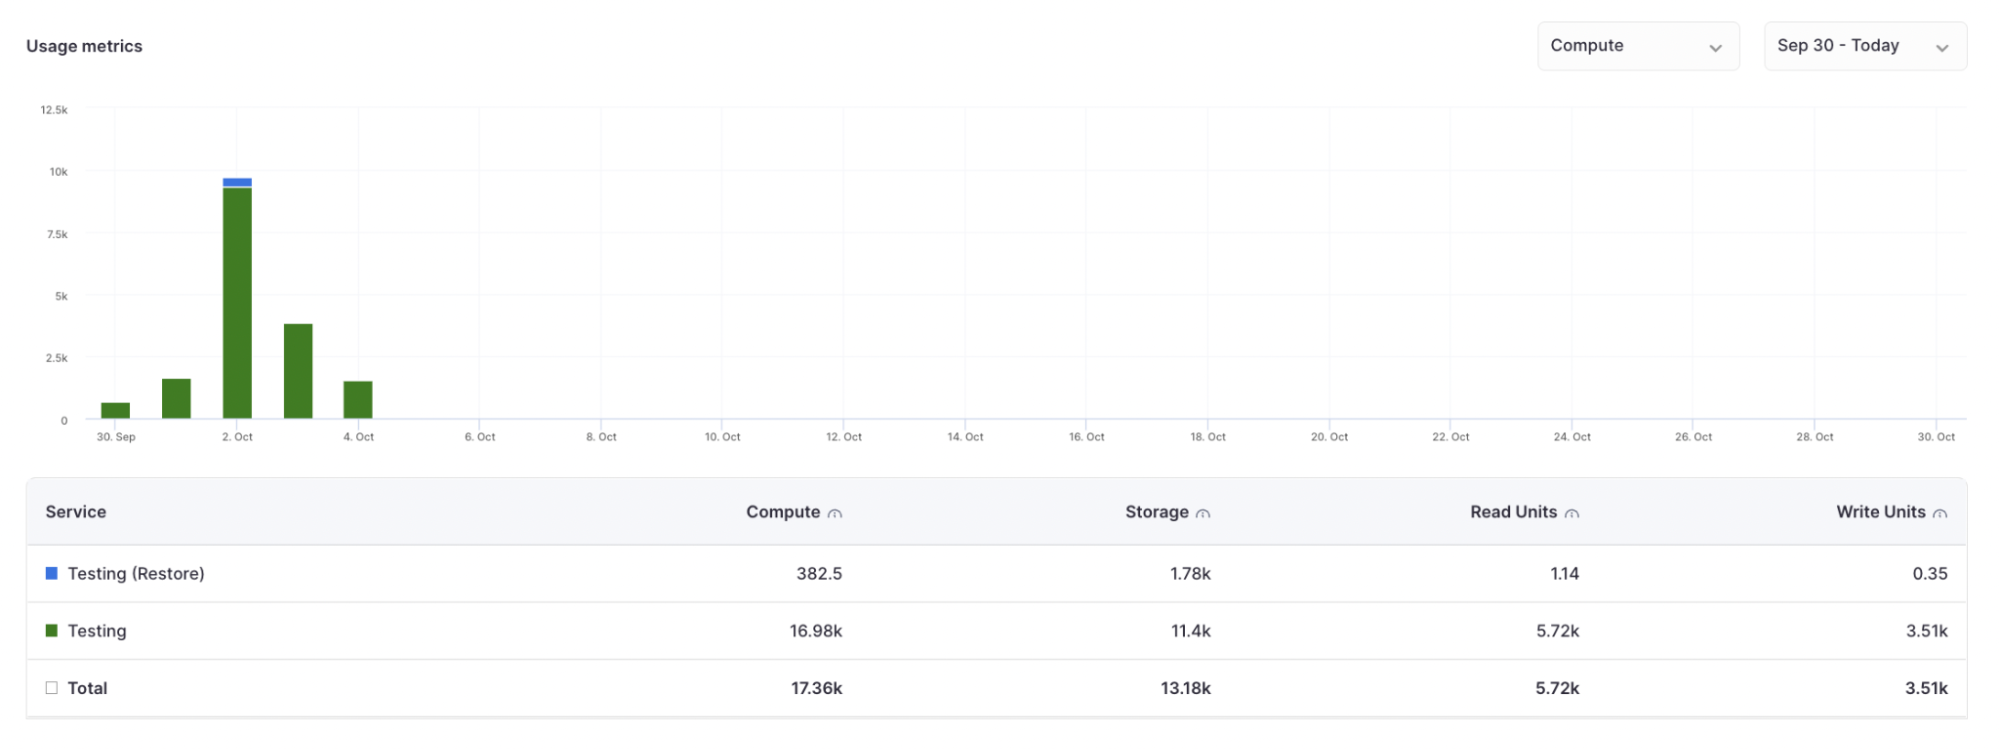 Usage metrics
Compute
Sep 30 - Today
12.5k
10k
7.5k
5k
2.5k
0
30. Sep 2. Oct 4. Oct 6. Oct 8. Oct 10. Oct 12. Oct 14. Oct 16. Oct 18. Oct 20. Oct 22. Oct 24. Oct 26. Oct 28. Oct 30. Oct
Service Compute Storage Read Units Write Units
Testing (Restore) 382.5 1.78k 1.14 0.35
Testing 16.98k 11.4k 5.72k 3.51k
Total 17.36k 13.18k 5.72k 3.51k